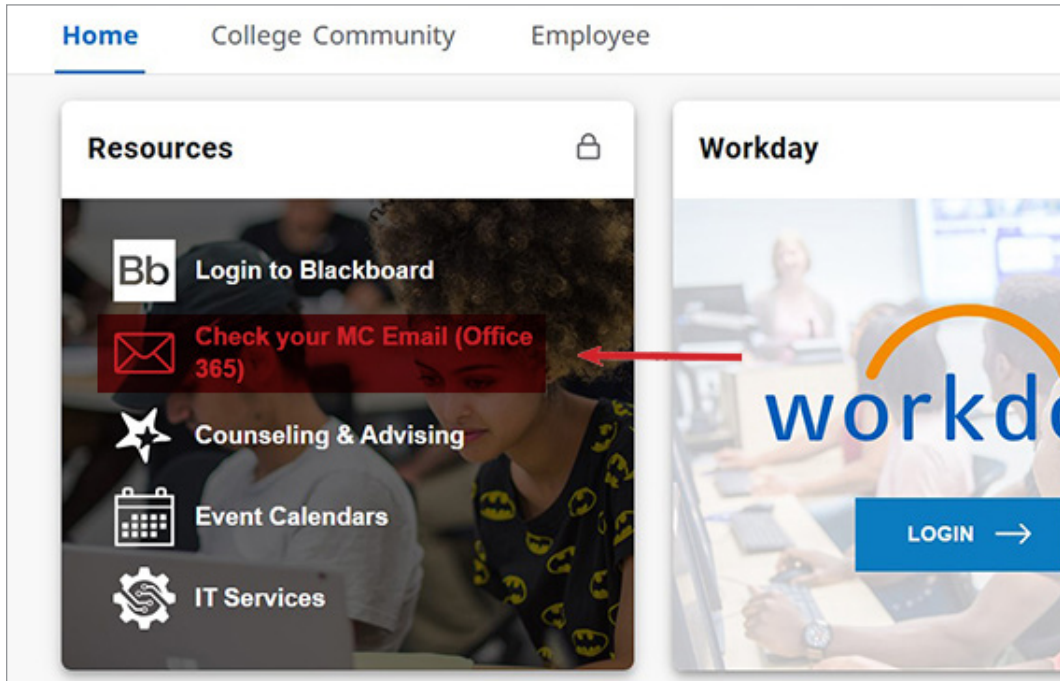 Home College Community Employee
Resources
Bb Login to Blackboard
Check your MC Email (Office
365)
Counseling & Advising
Event Calendars
IT Services
Workday
LOGIN